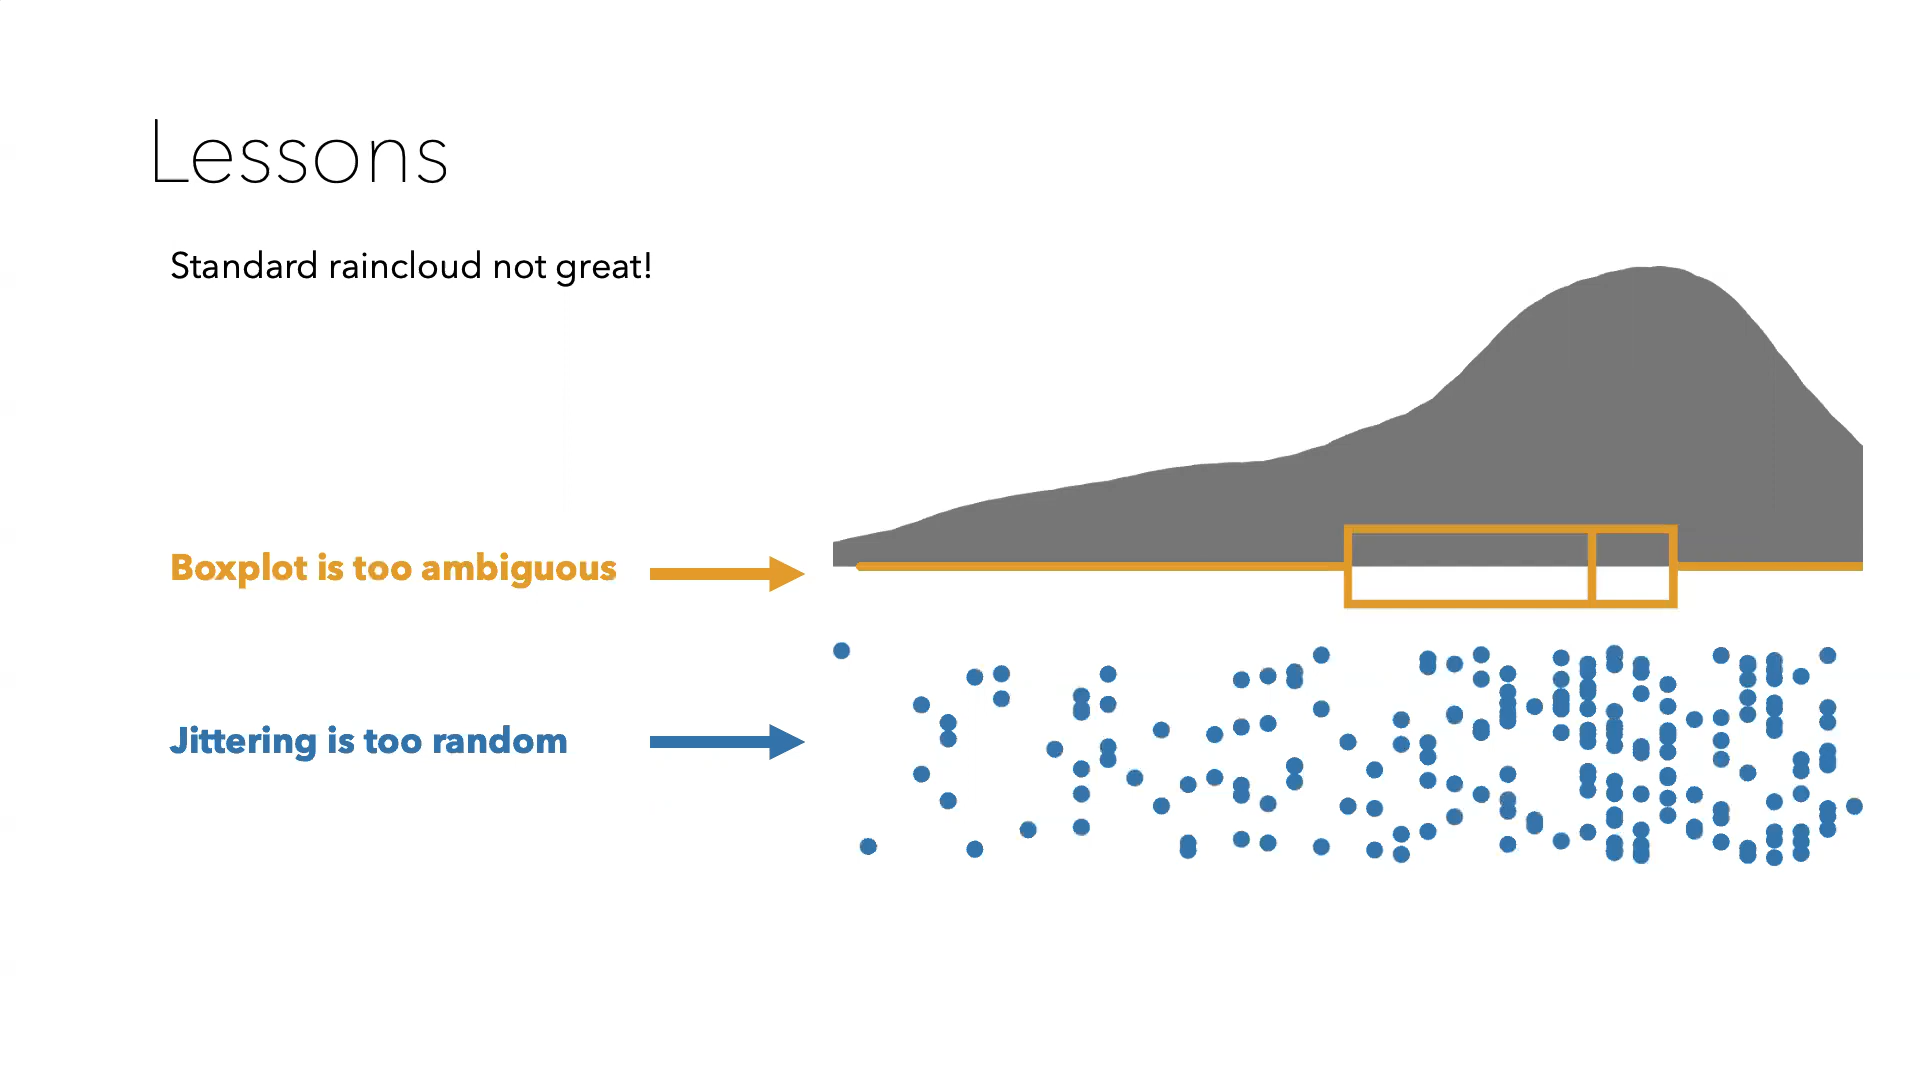 Lessons
Standard raincloud not great!
Boxplot is too ambiguous
Jittering is too random